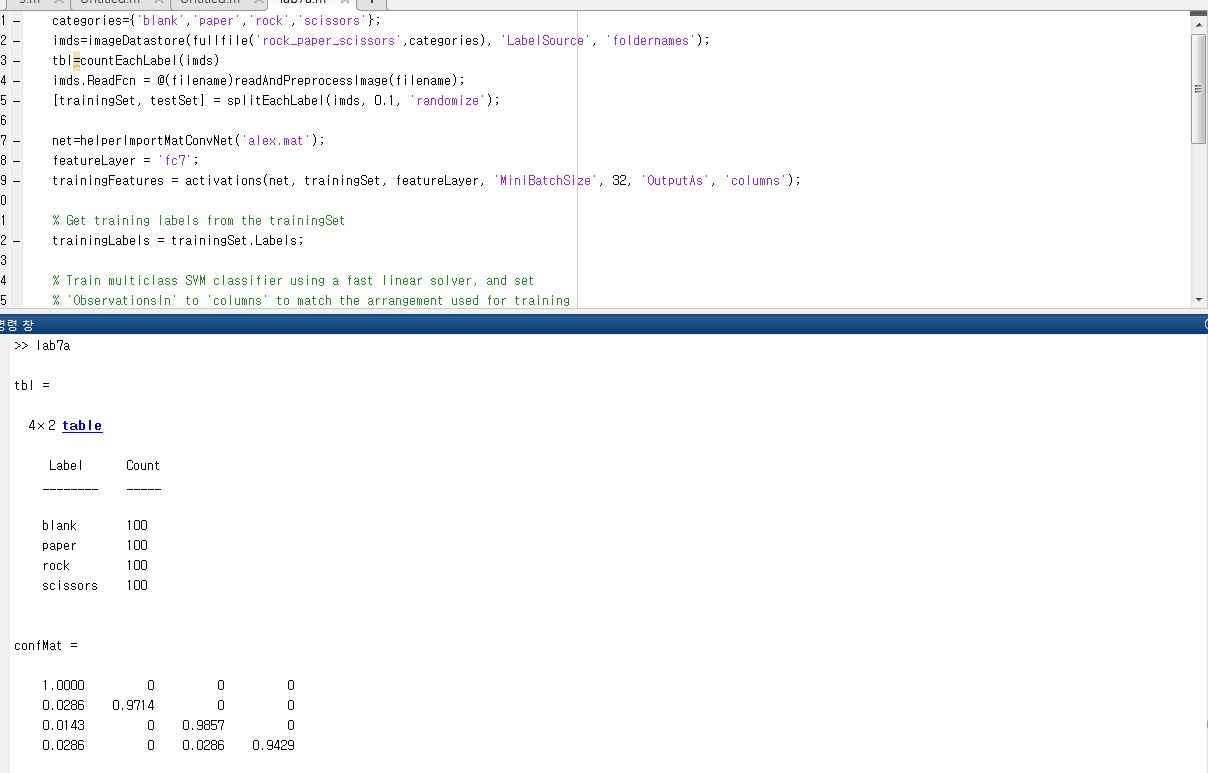 lab7a.m
1 – categories={'blank','paper','rock','scissors'};
2 – imds=imageDatastore(fullfile('rock_paper_scissors',categories), 'LabelSource', 'foldernames');
3 – tbl=countEachLabel(imds)
4 – imds.ReadFcn = @(filename)readAndPreprocessImage(filename);
5 – [trainingSet, testSet] = splitEachLabel(imds, 0.1, 'randomize');
6
7 – net=helperImportMatConvNet('alex.mat');
8 – featureLayer = 'fc7';
9 – trainingFeatures = activations(net, trainingSet, featureLayer, 'MiniBatchSize', 32, 'OutputAs', 'columns');
0
1 % Get training labels from the trainingSet
2 – trainingLabels = trainingSet.Labels;
3
4 % Train multiclass SVM classifier using a fast linear solver, and set
5 % 'ObservationsIn' to 'columns' to match the arrangement used for training
명령 창
>> lab7a
tbl =
4×2 table
Label Count
________ _____
blank 100
paper 100
rock 100
scissors 100
confMat =
1.0000 0 0 0
0.0286 0.9714 0 0
0.0143 0 0.9857 0
0.0286 0 0.0286 0.9429